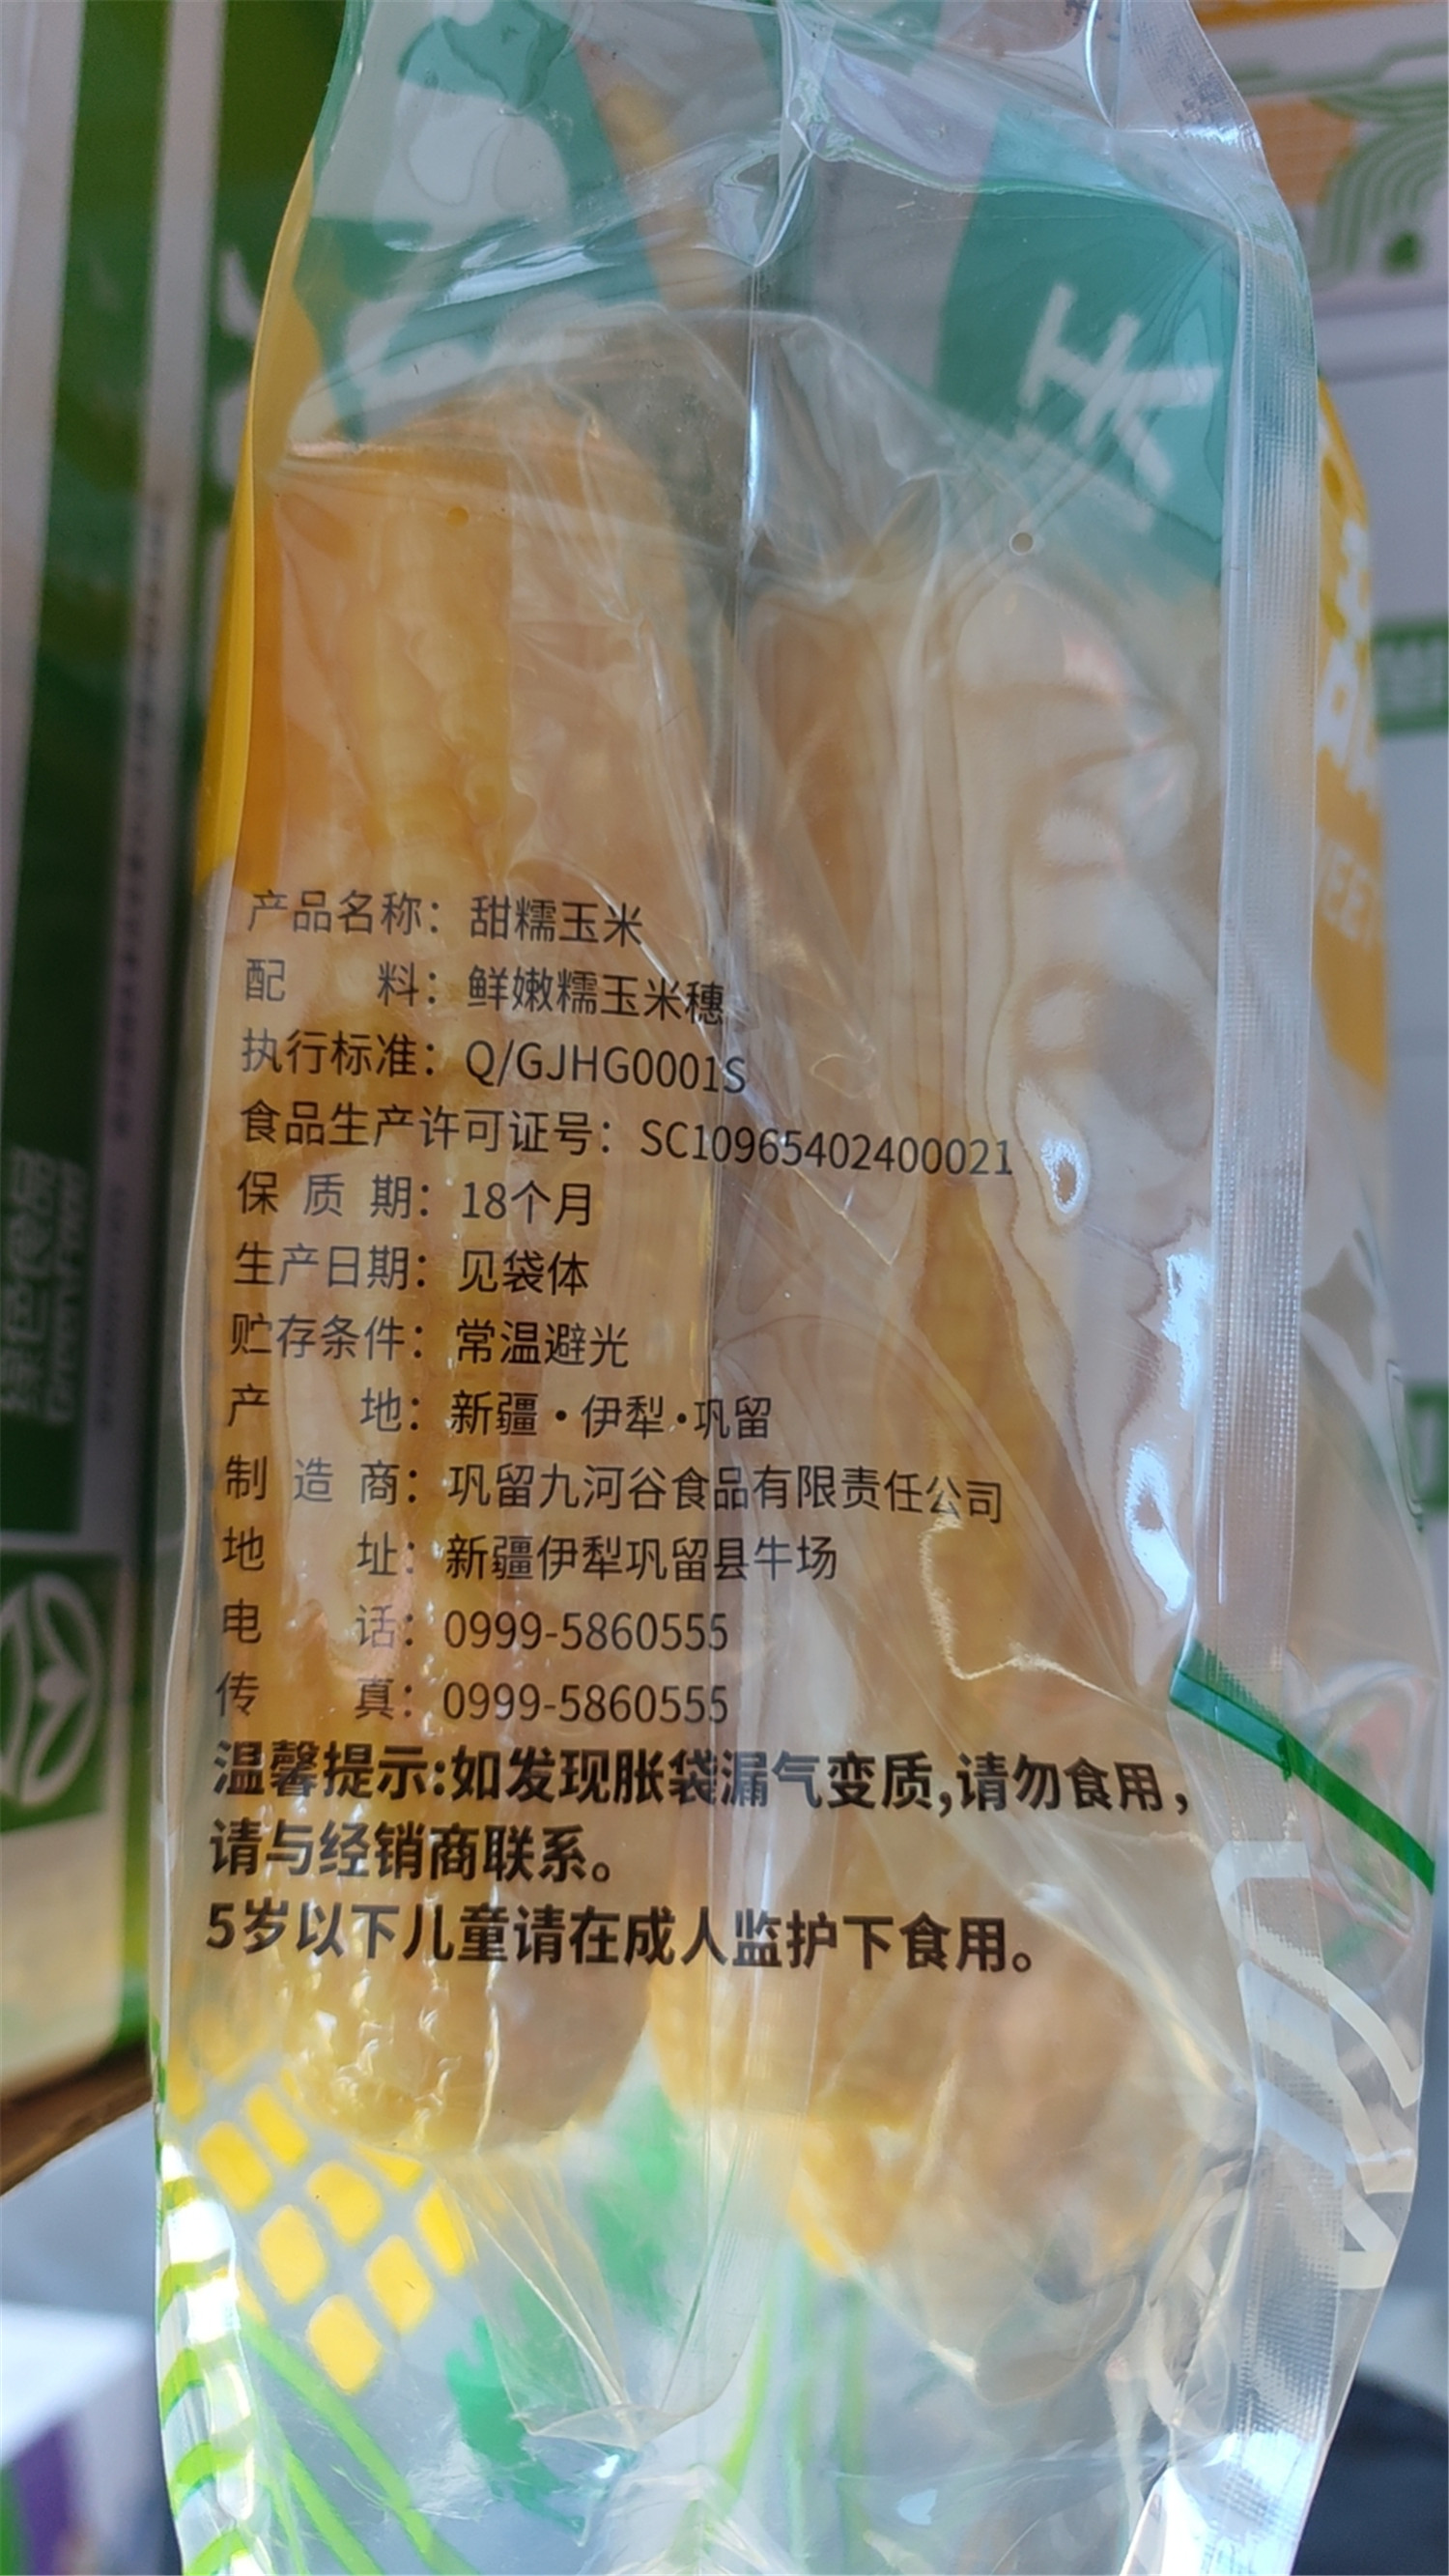 产品名称：甜糯玉米
配料：鲜嫩糯玉米穗
执行标准：Q/GJHG0001S
食品生产许可证号：SC10965402400021
保质期：18个月
生产日期：见袋体
贮存条件：常温避光
产地：新疆·伊犁·巩留
制造商：巩留九河谷食品有限责任公司
地址：新疆伊犁巩留县牛场
电话：0999-5860555
传真：0999-5860555
温馨提示:如发现胀袋漏气变质,请勿食用，
请与经销商联系。
5岁以下儿童请在成人监护下食用。